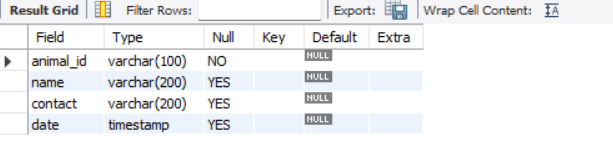 Result Grid Filter Rows: Export: Wrap Cell Content: IA
Field Type Null Key Default Extra
animal_id varchar(100) NO NULL
name varchar(200) YES NULL
contact varchar(200) YES NULL
date timestamp YES NULL